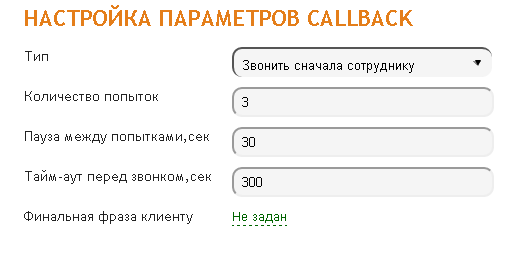 НАСТРОЙКА ПАРАМЕТРОВ CALLBACK
Тип
Звонить сначала сотруднику
Количество попыток
3
Пауза между попытками,сек
30
Тайм-аут перед звонком,сек
300
Финальная фраза клиенту
Не задан